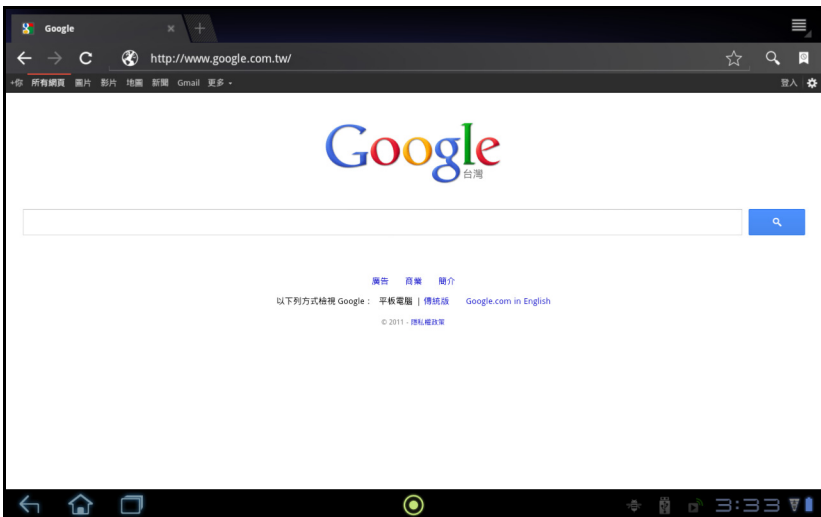 Google
http://www.google.com.tw/
+你 所有網頁 圖片 影片 地圖 新聞 Gmail 更多 登入
Google
台灣
廣告 商業 簡介
以下列方式檢視 Google： 平板電腦 | 傳統版 Google.com in English
© 2011 - 隱私權政策
3:33